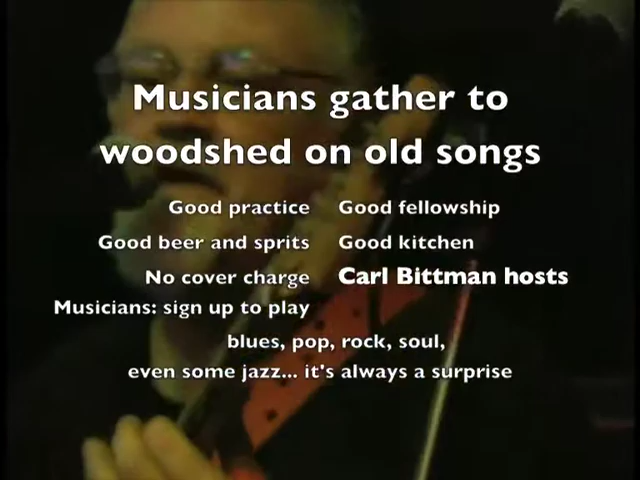 Musicians gather to
woodshed on old songs
Good practice Good fellowship
Good beer and sprits Good kitchen
No cover charge Carl Bittman hosts
Musicians: sign up to play
blues, pop, rock, soul,
even some jazz... it's always a surprise